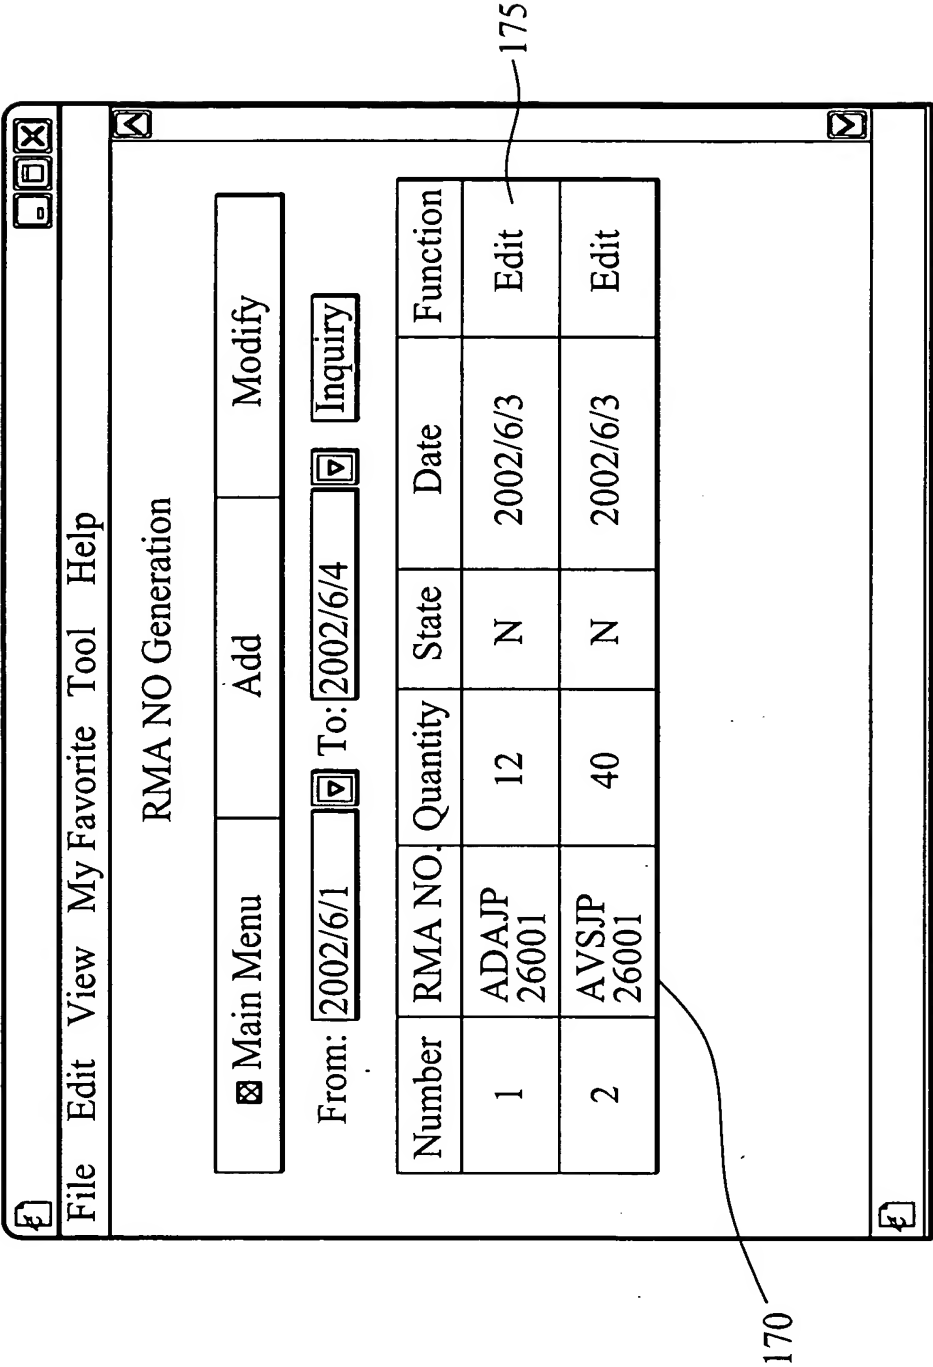 File Edit View My Favorite Tool Help
RMA NO Generation
Main Menu Add Modify
From: 2002/6/1 To: 2002/6/4 Inquiry
Number RMA NO. Quantity State Date Function
1 ADAJP 26001 12 N 2002/6/3 Edit
2 AVSJP 26001 40 N 2002/6/3 Edit
175
170